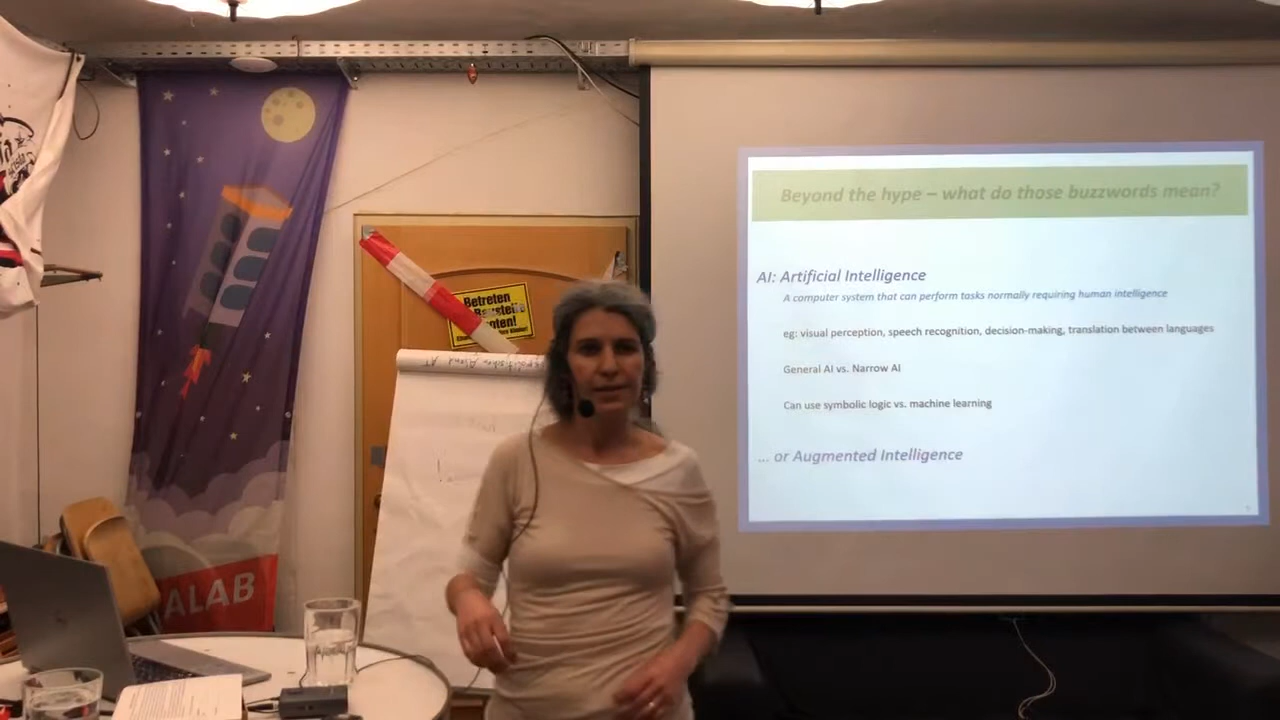 Beyond the hype – what do those buzzwords mean?
AI: Artificial Intelligence
A computer system that can perform tasks normally requiring human intelligence
eg: visual perception, speech recognition, decision-making, translation between languages
General AI vs. Narrow AI
Can use symbolic logic vs. machine learning
... or Augmented Intelligence
Betreten
ALAB